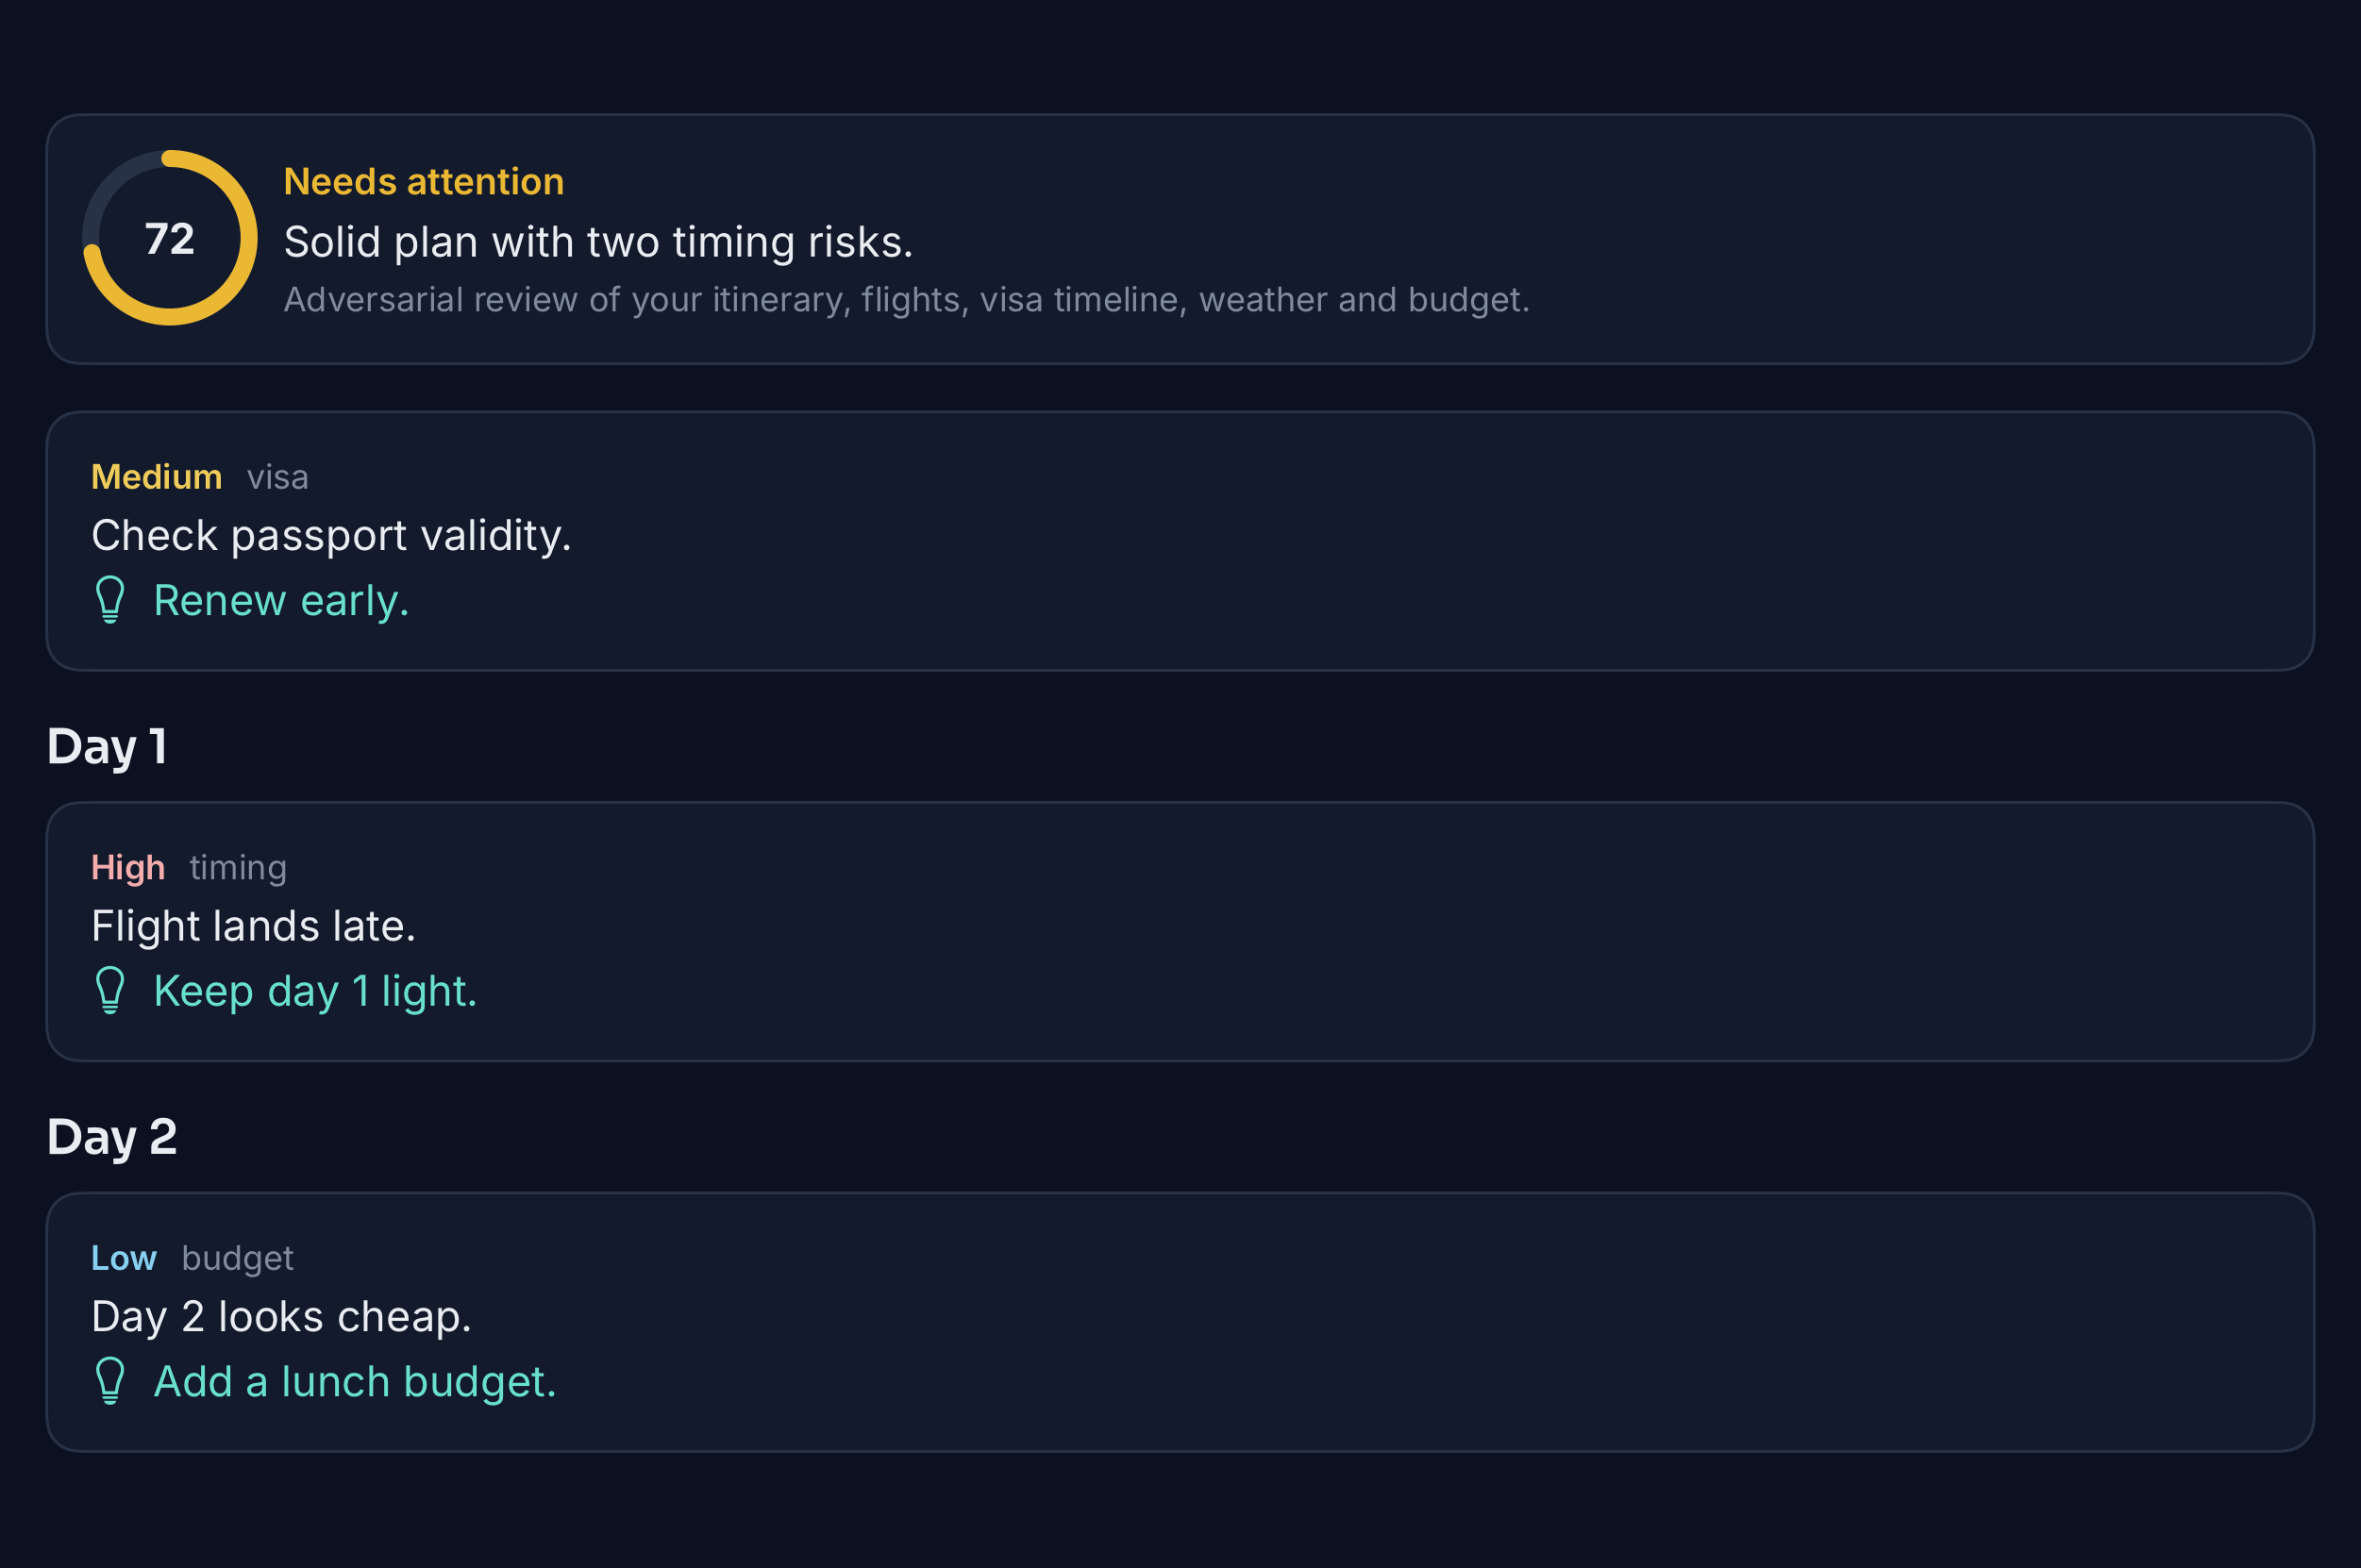 72
Needs attention
Solid plan with two timing risks.
Adversarial review of your itinerary, flights, visa timeline, weather and budget.
Medium visa
Check passport validity.
Renew early.
Day 1
High timing
Flight lands late.
Keep day 1 light.
Day 2
Low budget
Day 2 looks cheap.
Add a lunch budget.